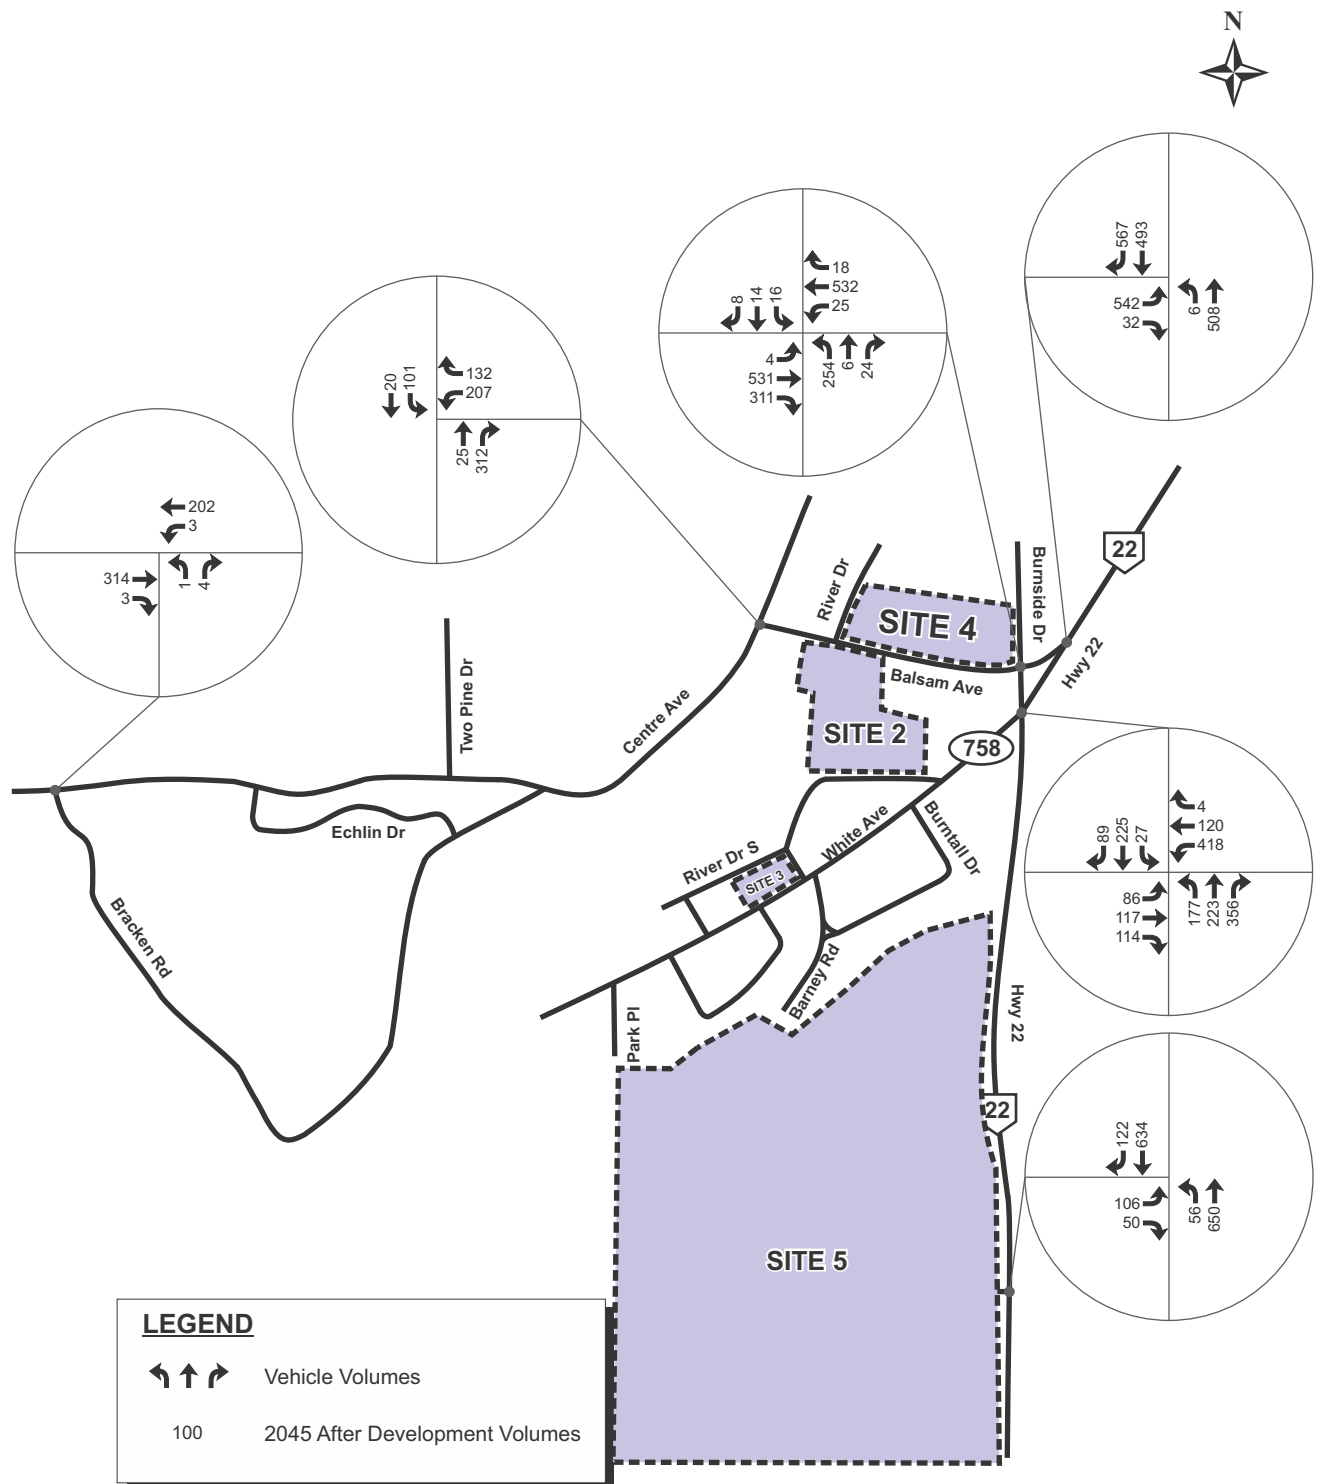 N
567
493
542
32
6
508
8
14
16
18
532
25
4
531
311
254
6
24
20
101
132
207
25
312
202
3
314
3
1
4
22
River Dr
Burnside Dr
SITE 4
Hwy 22
Balsam Ave
Two Pine Dr
Centre Ave
SITE 2
758
Echlin Dr
White Ave
Burntall Dr
River Dr S
SITE 3
89
225
27
4
120
418
86
117
114
177
223
356
Bracken Rd
Barney Rd
Park Pl
Hwy 22
22
122
634
106
50
56
650
SITE 5
LEGEND
Vehicle Volumes
100 2045 After Development Volumes